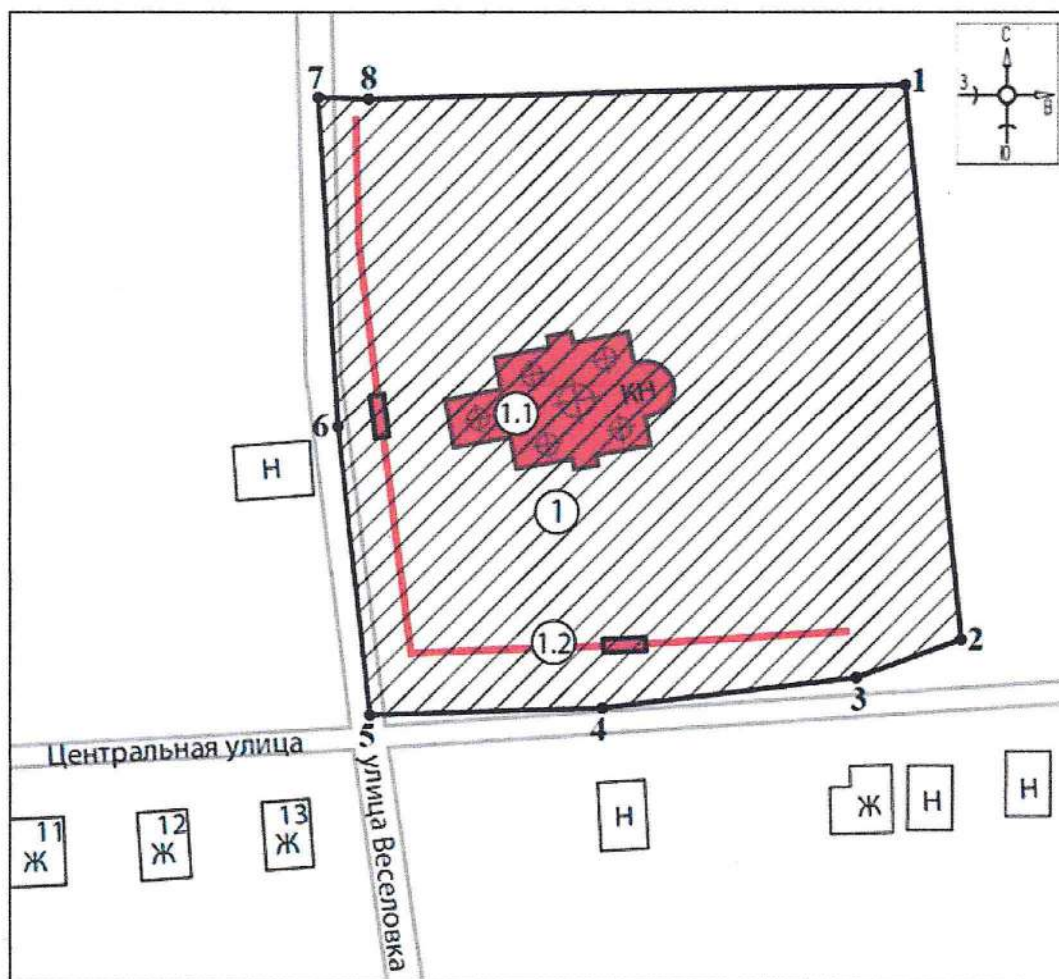 С
З
В
Ю
7
8
1
КН
1.1
6
Н
1
1.2
2
3
4
5
Центральная улица
улица Веселовка
11
Ж
12
Ж
13
Ж
Н
Ж
Н
Н